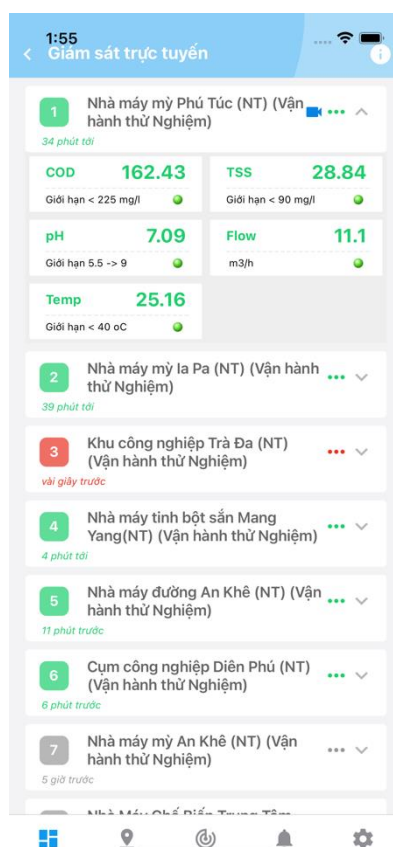 1:55
Giám sát trực tuyến
1
Nhà máy mỳ Phú Túc (NT) (Vận
hành thử Nghiệm)
34 phút tới
COD 162.43
Giới hạn < 225 mg/l
TSS 28.84
Giới hạn < 90 mg/l
pH 7.09
Giới hạn 5.5 -> 9
Flow 11.1
m3/h
Temp 25.16
Giới hạn < 40 oC
2
Nhà máy mỳ Ia Pa (NT) (Vận hành
thử Nghiệm)
39 phút tới
3
Khu công nghiệp Trà Đa (NT)
(Vận hành thử Nghiệm)
vài giây trước
4
Nhà máy tinh bột sắn Mang
Yang(NT) (Vận hành thử Nghiệm)
4 phút tới
5
Nhà máy đường An Khê (NT) (Vận
hành thử Nghiệm)
11 phút trước
6
Cụm công nghiệp Diên Phú (NT)
(Vận hành thử Nghiệm)
6 phút trước
7
Nhà máy mỳ An Khê (NT) (Vận
hành thử Nghiệm)
5 giờ trước
Nhà Máy Chế Biến Trung Tâm